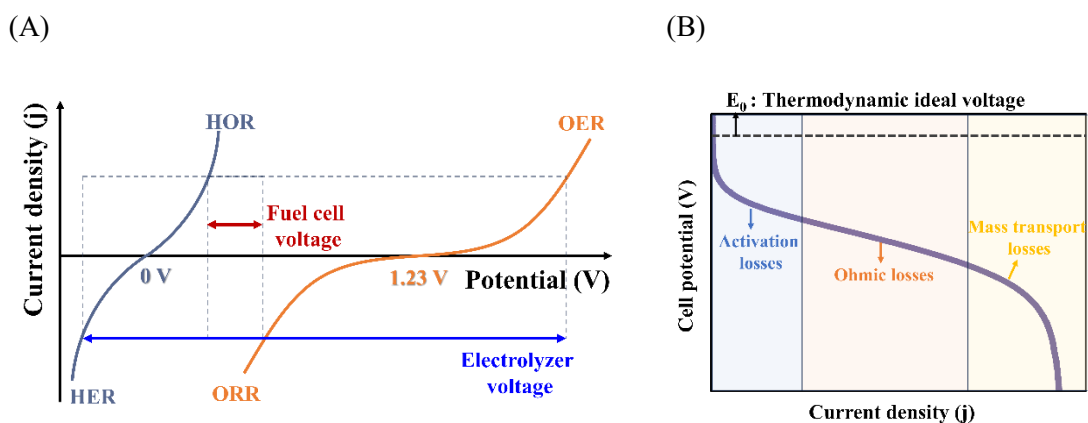 (A)
Current density (j)
HOR
OER
Fuel cell
voltage
0 V
1.23 V
Potential (V)
HER
ORR
Electrolyzer
voltage
(B)
E₀ : Thermodynamic ideal voltage
Cell potential (V)
Activation
losses
Ohmic losses
Mass transport
losses
Current density (j)